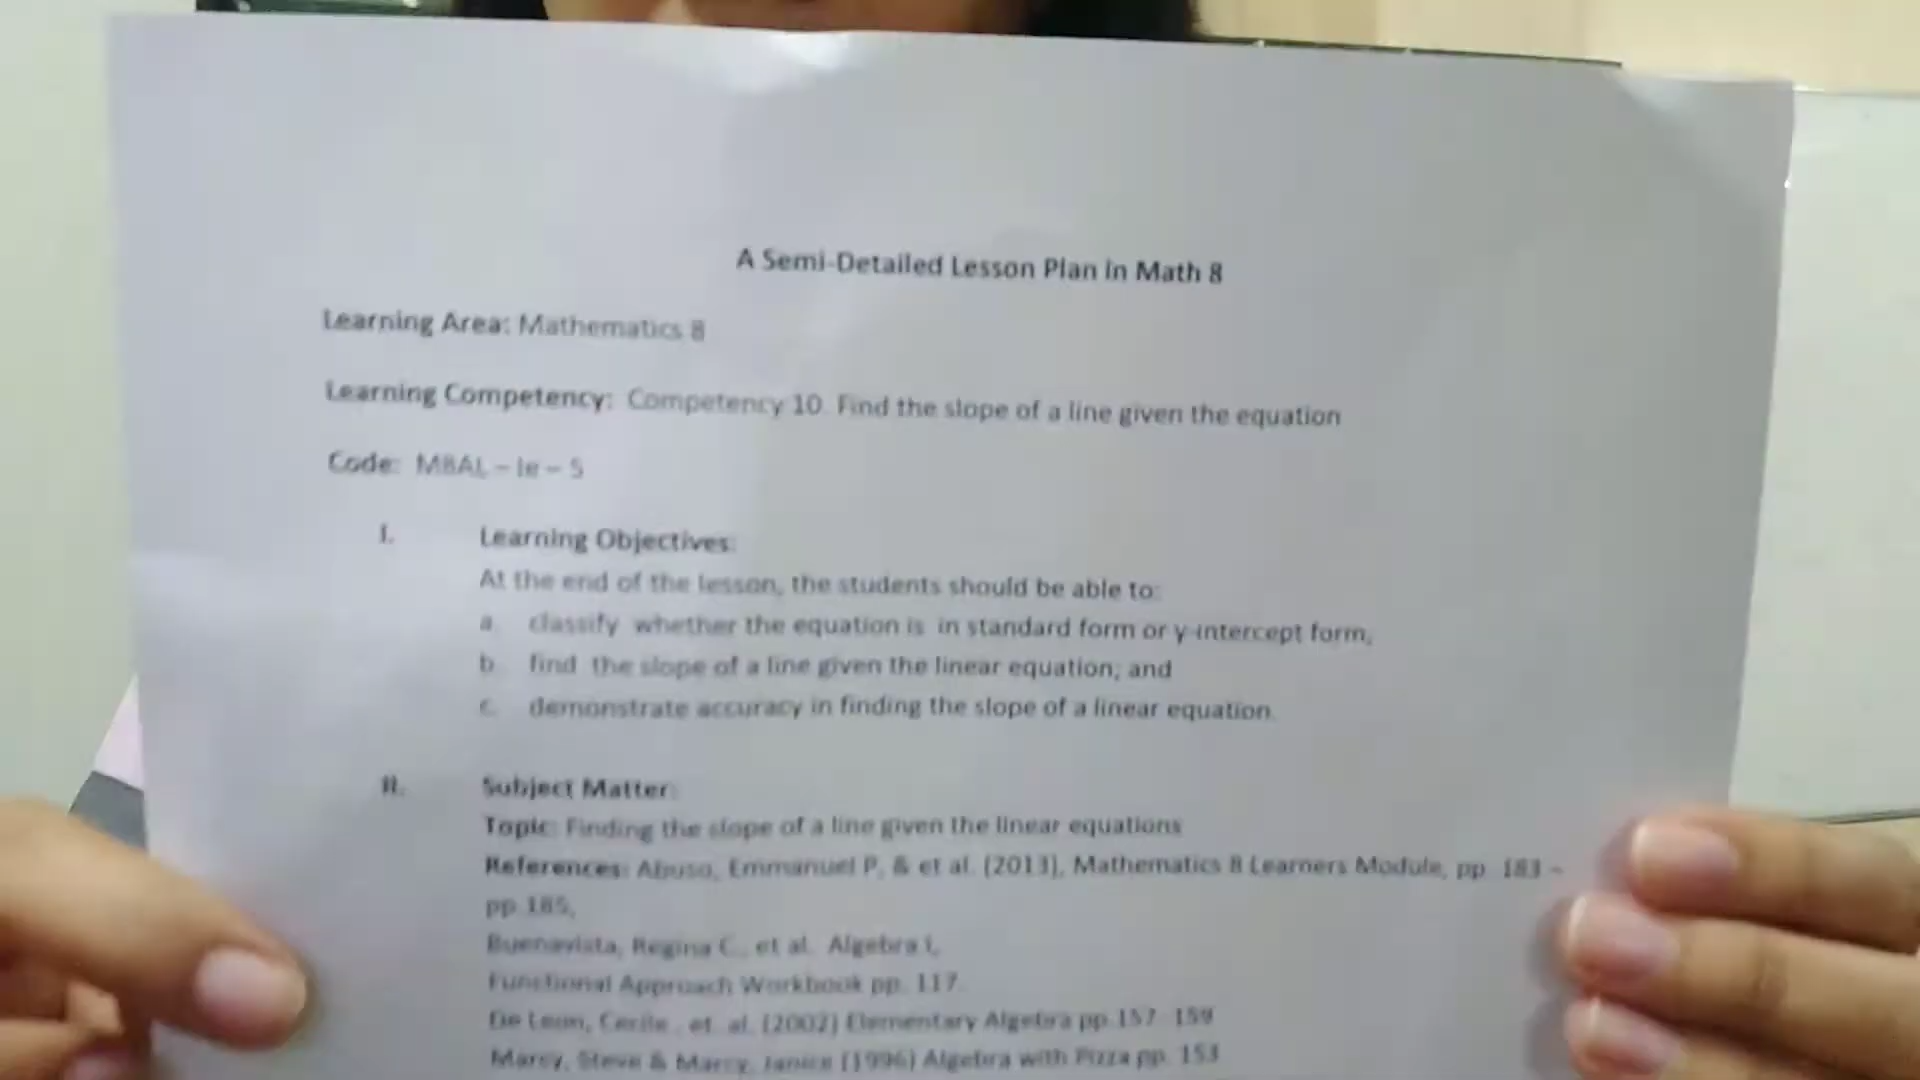 A Semi-Detailed Lesson Plan in Math 8
Learning Area: Mathematics 8
Learning Competency: Competency 10. Find the slope of a line given the equation
Code: M8AL – Ie – 5
I. Learning Objectives:
At the end of the lesson, the students should be able to:
a. classify whether the equation is in standard form or y-intercept form,
b. find the slope of a line given the linear equation; and
c. demonstrate accuracy in finding the slope of a linear equation.
II. Subject Matter:
Topic: Finding the slope of a line given the linear equations
References: Abuso, Emmanuel P, & et al. (2013), Mathematics 8 Learners Module, pp. 183 –
pp 185,
Buenavista, Regina C., et al. Algebra I,
Functional Approach Workbook pp. 117.
De Leon, Cecile , et. al. (2002) Elementary Algebra pp.157- 159
Marcy, Steve & Marcy, Janice (1996) Algebra with Pizza pp. 153